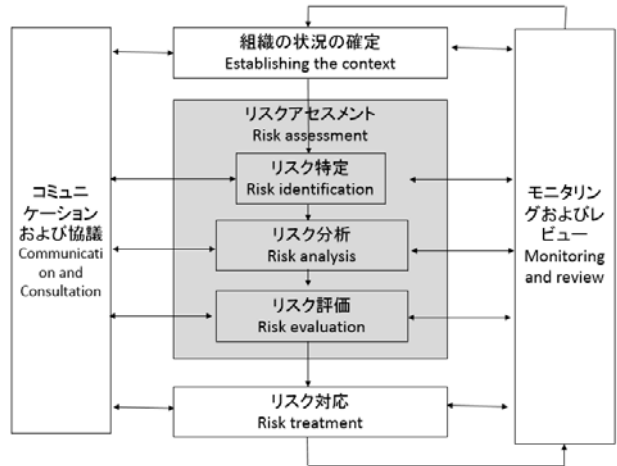 組織の状況の確定
Establishing the context
リスクアセスメント
Risk assessment
リスク特定
Risk identification
リスク分析
Risk analysis
リスク評価
Risk evaluation
リスク対応
Risk treatment
コミュニ
ケーション
および協議
Communicati
on and
Consultation
モニタリン
グおよびレ
ビュー
Monitoring
and review